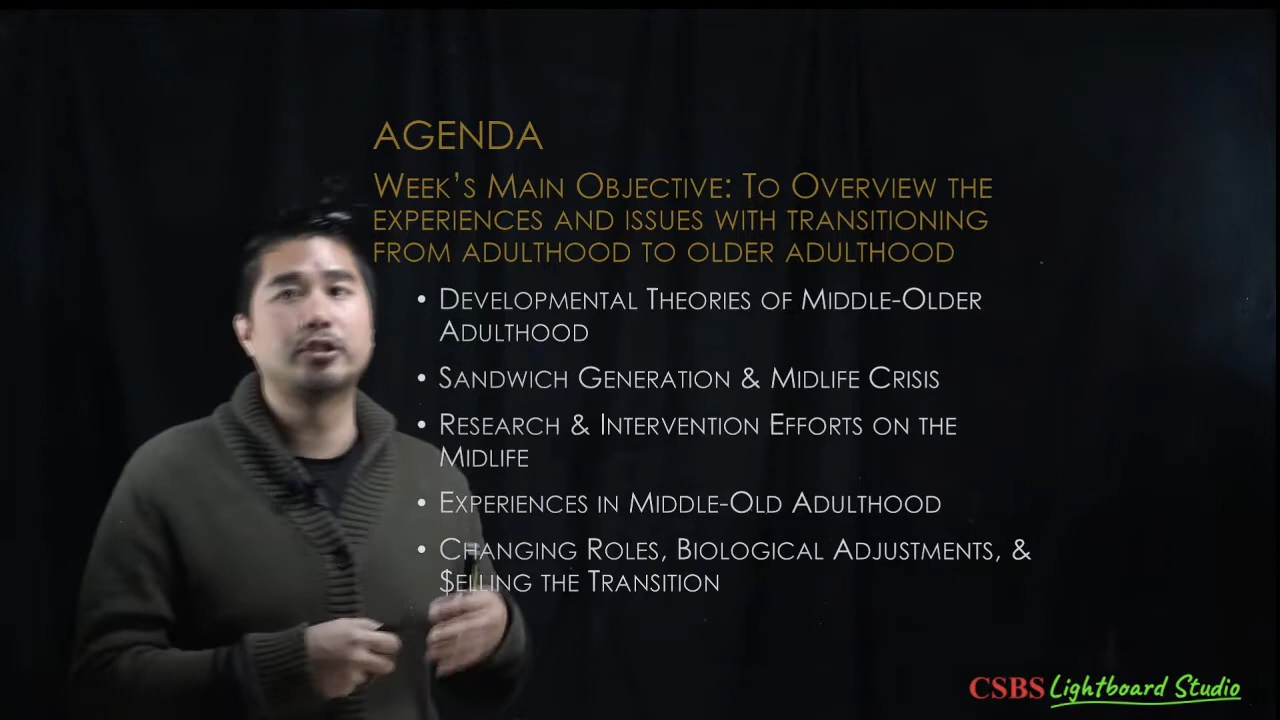 AGENDA
WEEK'S MAIN OBJECTIVE: TO OVERVIEW THE
EXPERIENCES AND ISSUES WITH TRANSITIONING
FROM ADULTHOOD TO OLDER ADULTHOOD
• DEVELOPMENTAL THEORIES OF MIDDLE-OLDER
ADULTHOOD
• SANDWICH GENERATION & MIDLIFE CRISIS
• RESEARCH & INTERVENTION EFFORTS ON THE
MIDLIFE
• EXPERIENCES IN MIDDLE-OLD ADULTHOOD
• CHANGING ROLES, BIOLOGICAL ADJUSTMENTS, &
$ELLING THE TRANSITION
CSBS Lightboard Studio